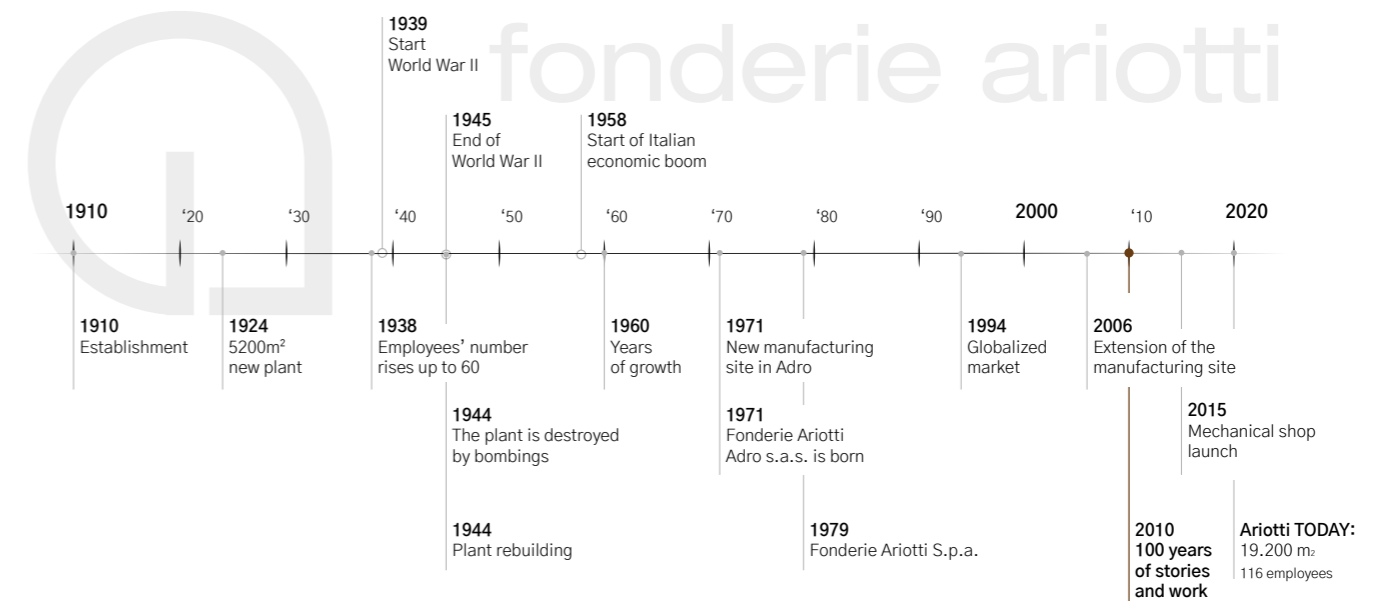 fonderie ariotti
1939
Start
World War II
1945
End of
World War II
1958
Start of Italian
economic boom
1910
‘20
‘30
‘40
‘50
‘60
‘70
‘80
‘90
2000
‘10
2020
1910
Establishment
1924
5200m²
new plant
1938
Employees’ number
rises up to 60
1960
Years
of growth
1971
New manufacturing
site in Adro
1994
Globalized
market
2006
Extension of the
manufacturing site
1944
The plant is destroyed
by bombings
1971
Fonderie Ariotti
Adro s.a.s. is born
2015
Mechanical shop
launch
1944
Plant rebuilding
1979
Fonderie Ariotti S.p.a.
2010
100 years
of stories
and work
Ariotti TODAY:
19.200 m₂
116 employees